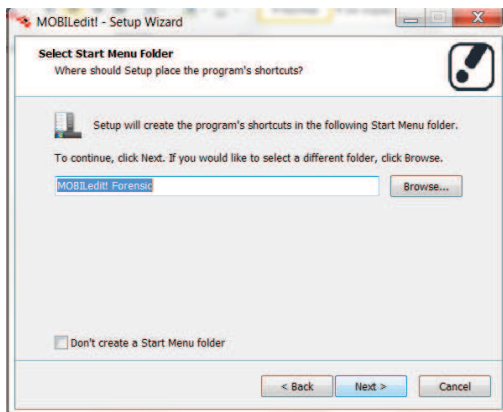 MOBILedit! - Setup Wizard
Select Start Menu Folder
Where should Setup place the program's shortcuts?
Setup will create the program's shortcuts in the following Start Menu folder.
To continue, click Next. If you would like to select a different folder, click Browse.
MOBILedit! Forensic
Browse...
Don't create a Start Menu folder
< Back
Next >
Cancel